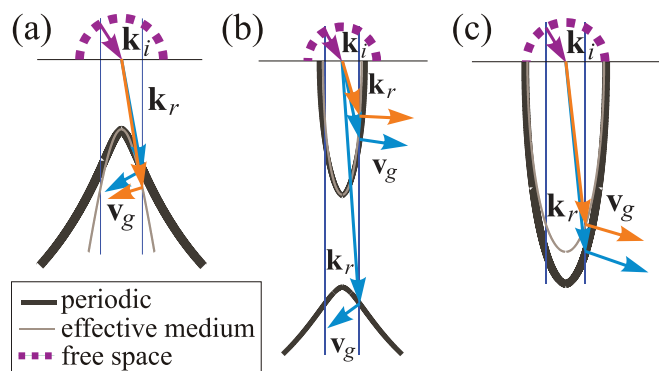 (a)
k_i
k_r
v_g
(b)
k_i
k_r
v_g
k_r
v_g
(c)
k_i
k_r
v_g
periodic
effective medium
free space